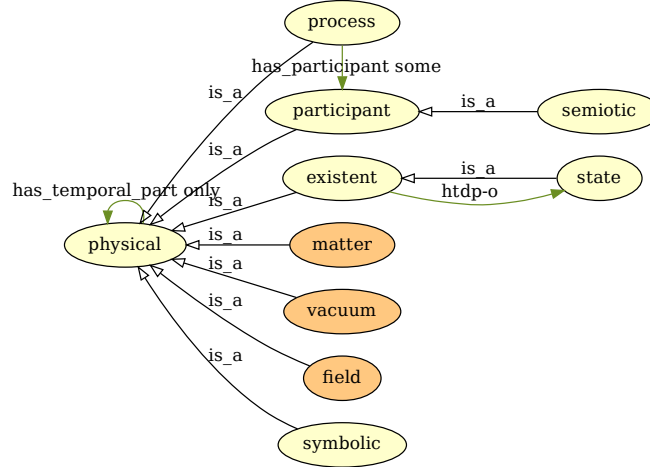 process
has_participant some
is_a
participant
is_a
semiotic
is_a
existent
is_a
state
htdp-o
has_temporal_part only
is_a
physical
is_a
matter
is_a
vacuum
is_a
field
is_a
symbolic